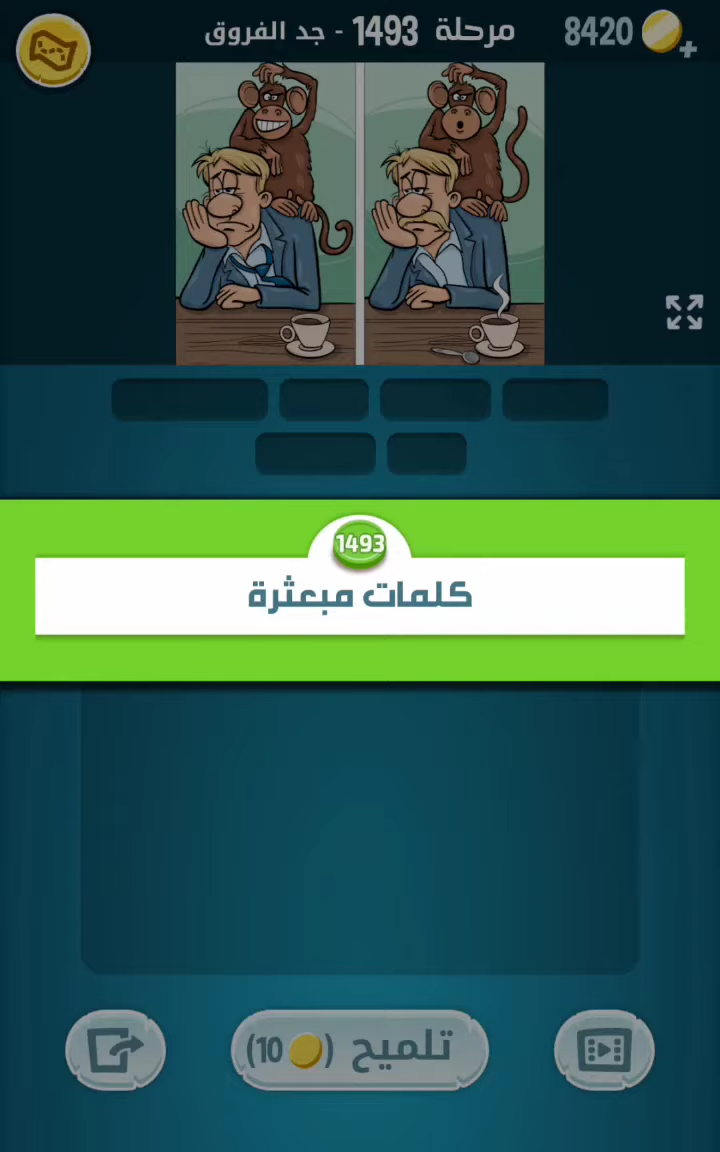 مرحلة 1493 - جد الفروق
8420
1493
كلمات مبعثرة
تلميح (10)